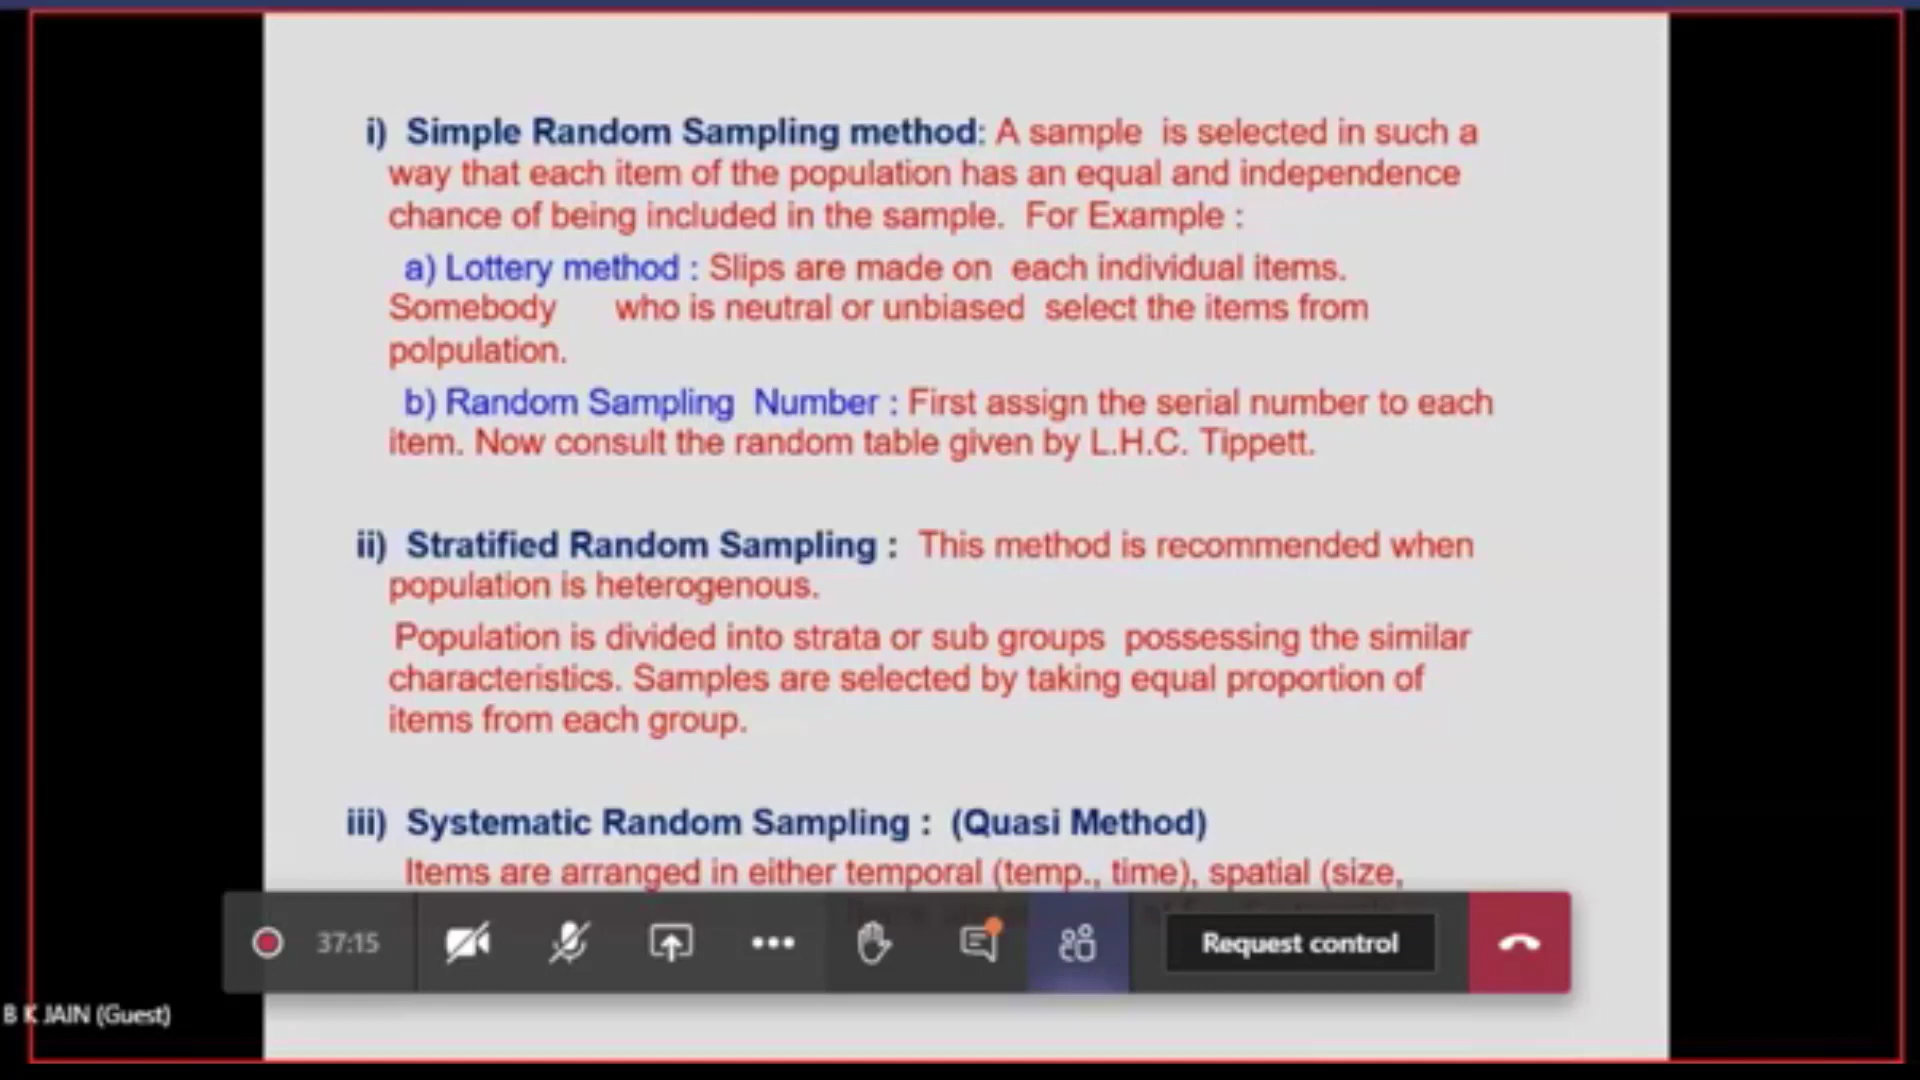 i) Simple Random Sampling method: A sample is selected in such a
way that each item of the population has an equal and independence
chance of being included in the sample. For Example :
a) Lottery method : Slips are made on each individual items.
Somebody who is neutral or unbiased select the items from
polpulation.
b) Random Sampling Number : First assign the serial number to each
item. Now consult the random table given by L.H.C. Tippett.
ii) Stratified Random Sampling : This method is recommended when
population is heterogenous.
Population is divided into strata or sub groups possessing the similar
characteristics. Samples are selected by taking equal proportion of
items from each group.
iii) Systematic Random Sampling : (Quasi Method)
Items are arranged in either temporal (temp., time), spatial (size,
37:15
Request control
B K JAIN (Guest)